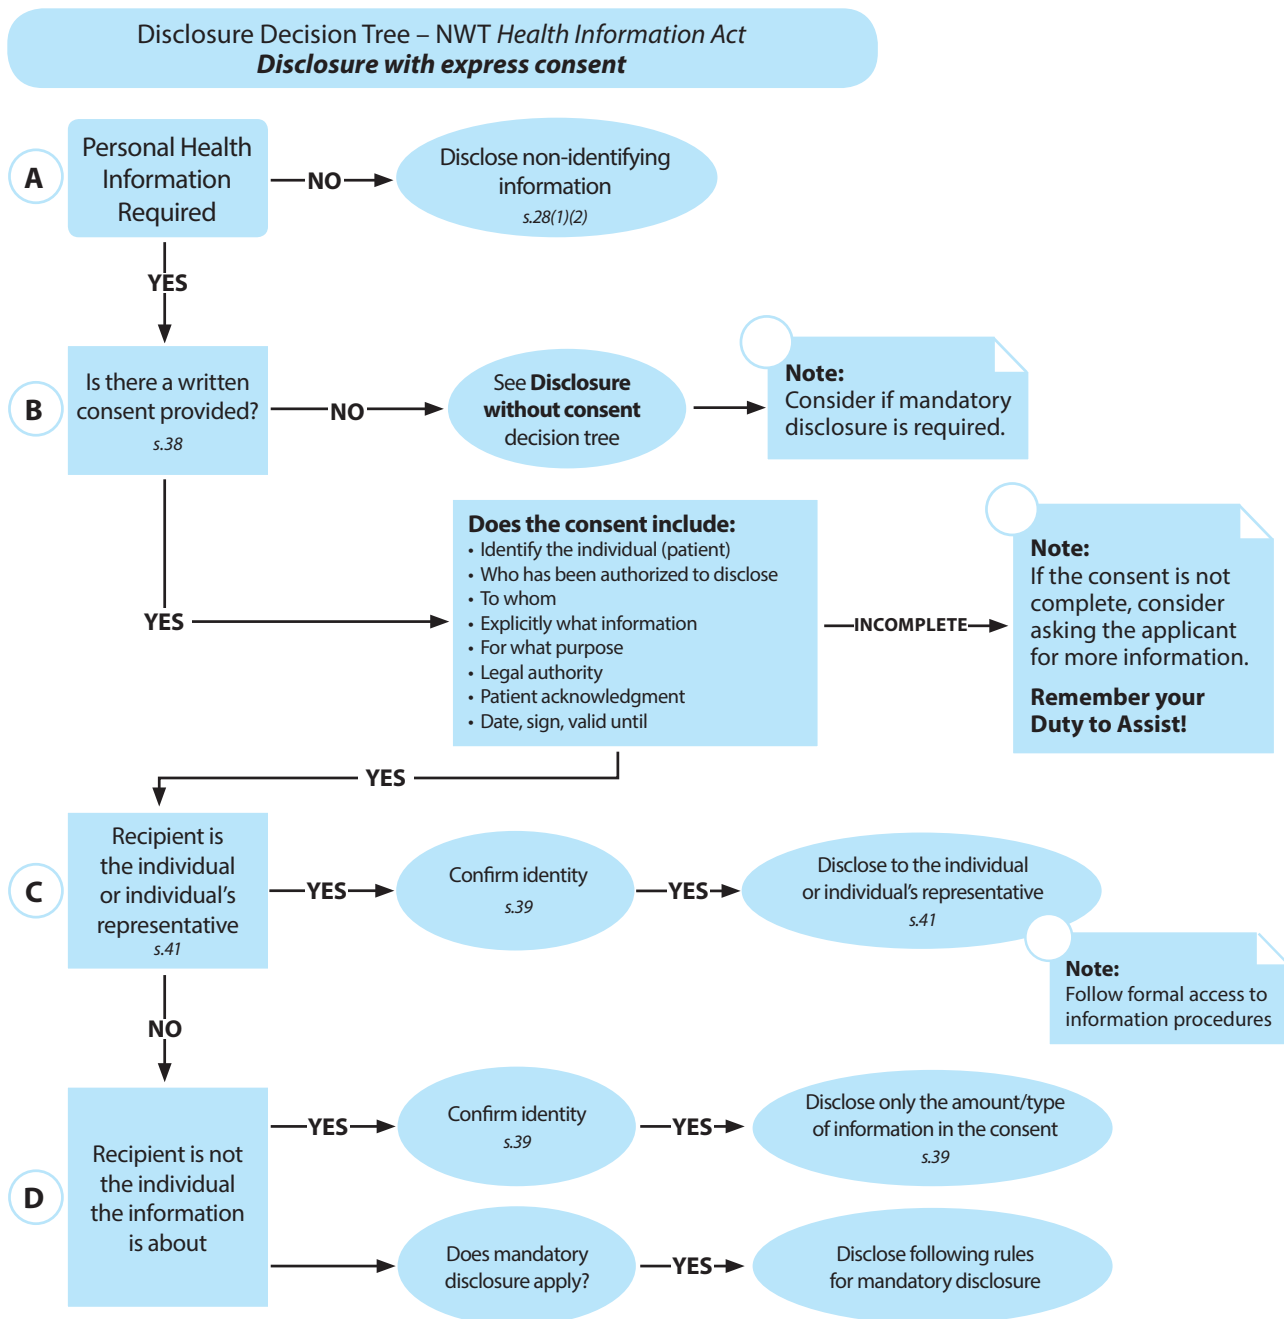 Disclosure Decision Tree – NWT Health Information Act
Disclosure with express consent
A
Personal Health
Information
Required
NO
Disclose non-identifying
information
s.28(1)(2)
YES
B
Is there a written
consent provided?
s.38
NO
See Disclosure
without consent
decision tree
Note:
Consider if mandatory
disclosure is required.
YES
Does the consent include:
• Identify the individual (patient)
• Who has been authorized to disclose
• To whom
• Explicitly what information
• For what purpose
• Legal authority
• Patient acknowledgment
• Date, sign, valid until
INCOMPLETE
Note:
If the consent is not
complete, consider
asking the applicant
for more information.
Remember your
Duty to Assist!
YES
C
Recipient is
the individual
or individual's
representative
s.41
YES
Confirm identity
s.39
YES
Disclose to the individual
or individual's representative
s.41
Note:
Follow formal access to
information procedures
NO
D
Recipient is not
the individual
the information
is about
YES
Confirm identity
s.39
YES
Disclose only the amount/type
of information in the consent
s.39
Does mandatory
disclosure apply?
YES
Disclose following rules
for mandatory disclosure